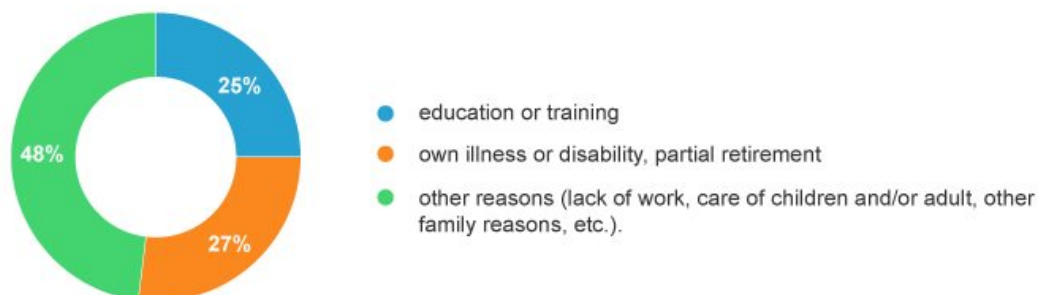 25%
48%
27%
education or training
own illness or disability, partial retirement
other reasons (lack of work, care of children and/or adult, other
family reasons, etc.).